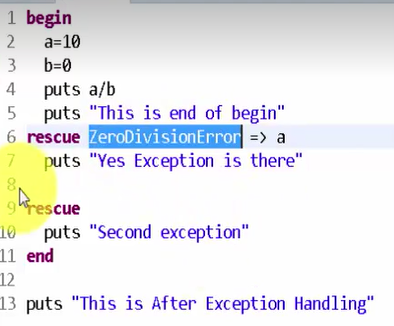 1 begin
2 a=10
3 b=0
4 puts a/b
5 puts "This is end of begin"
6 rescue ZeroDivisionError => a
7 puts "Yes Exception is there"
8
9 rescue
10 puts "Second exception"
11 end
12
13 puts "This is After Exception Handling"